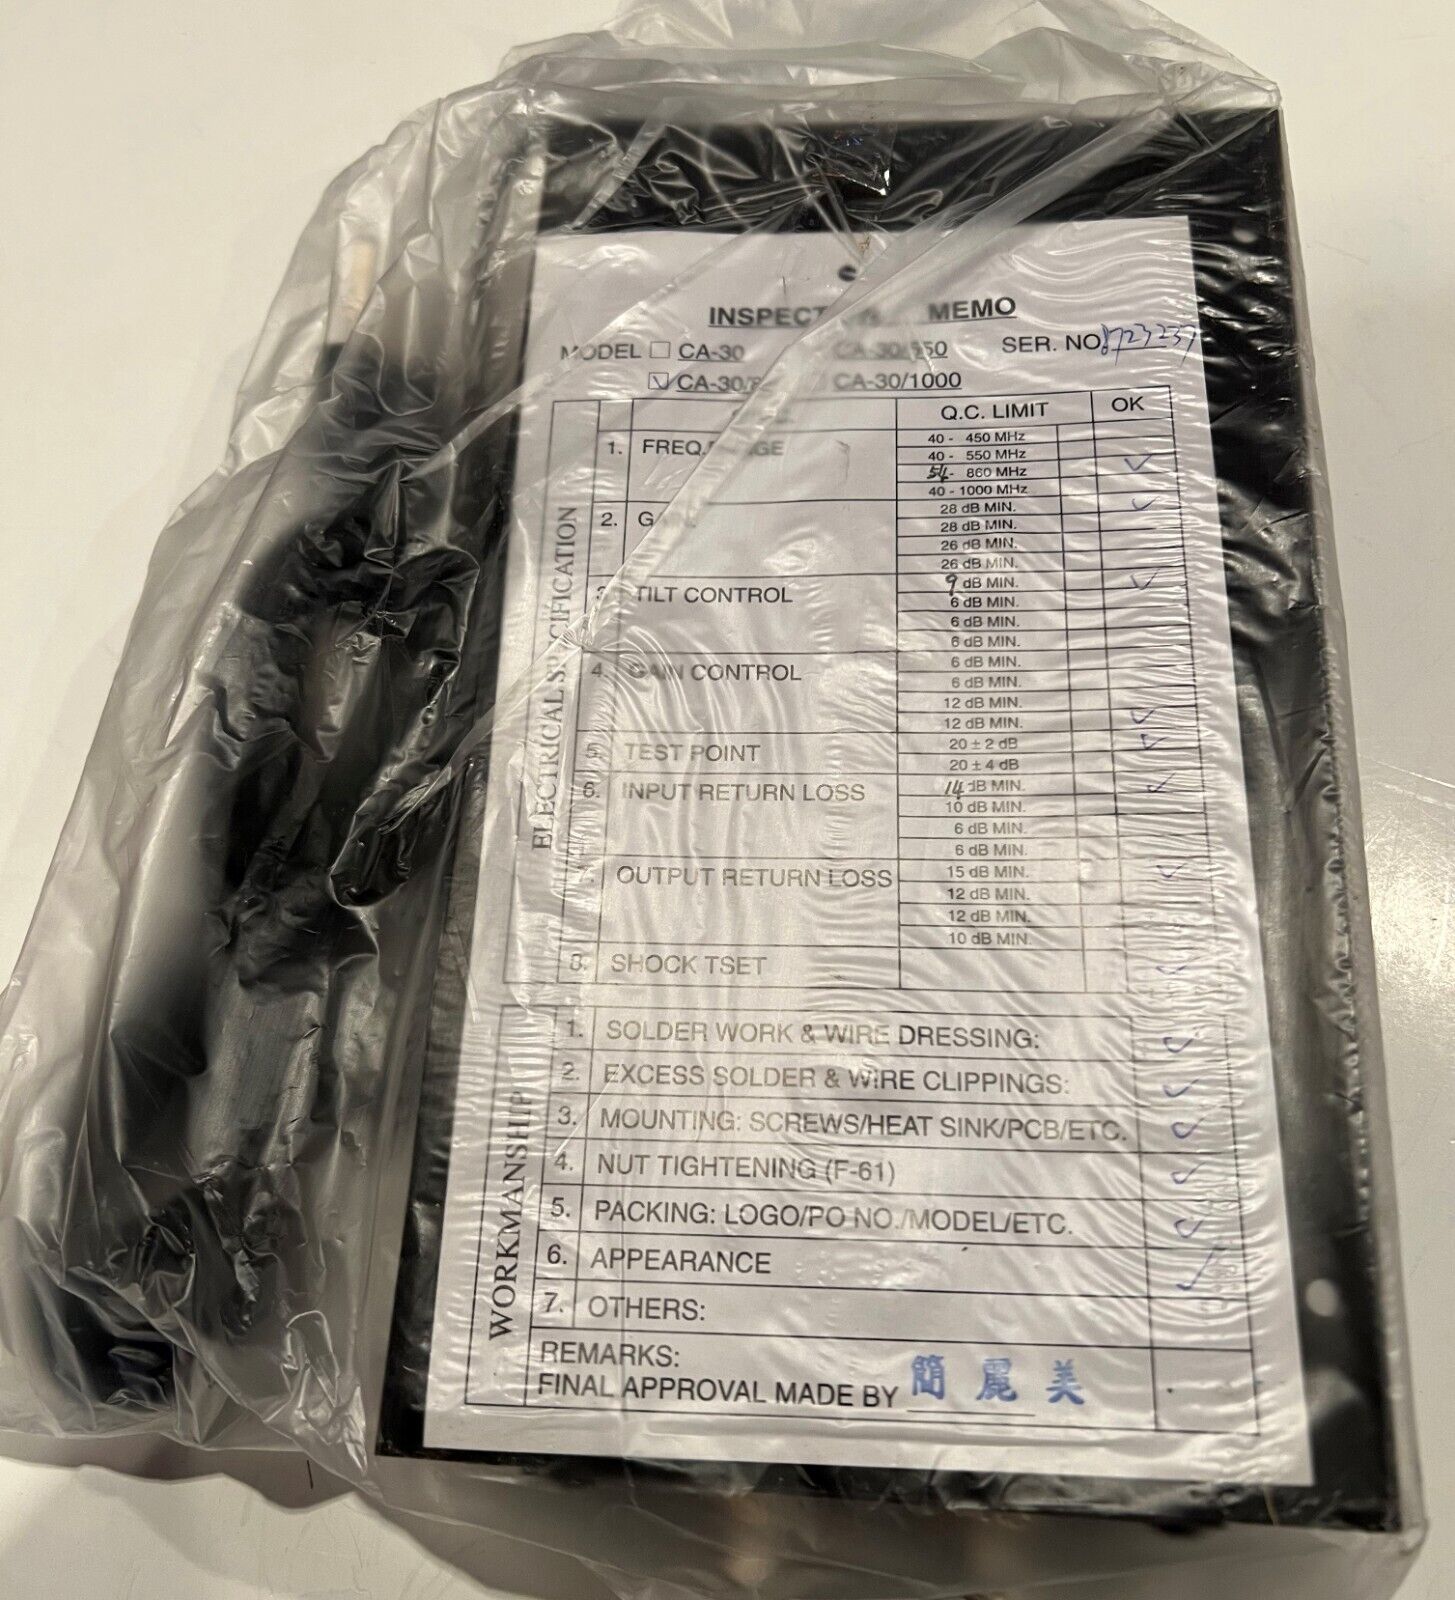 INSPECT MEMO
MODEL ☐ CA-30 CA-30/550 SER. NO 8723237
☑ CA-30/8 CA-30/1000
Q.C. LIMIT OK
ELECTRICAL SPECIFICATION
1. FREQ.
40 - 450 MHz
40 - 550 MHz
54 - 860 MHz ✓
40 - 1000 MHz
2. GA
28 dB MIN. ✓
28 dB MIN.
26 dB MIN.
26 dB MIN.
3. TILT CONTROL
9 dB MIN. ✓
6 dB MIN.
6 dB MIN.
6 dB MIN.
4. GAIN CONTROL
6 dB MIN.
6 dB MIN.
12 dB MIN.
12 dB MIN. ✓
5. TEST POINT
20 ± 2 dB ✓
20 ± 4 dB
6. INPUT RETURN LOSS
14 dB MIN. ✓
10 dB MIN.
6 dB MIN.
6 dB MIN.
7. OUTPUT RETURN LOSS
15 dB MIN. ✓
12 dB MIN.
12 dB MIN.
10 dB MIN.
8. SHOCK TSET ✓
WORKMANSHIP
1. SOLDER WORK & WIRE DRESSING: ✓
2. EXCESS SOLDER & WIRE CLIPPINGS: ✓
3. MOUNTING: SCREWS/HEAT SINK/PCB/ETC. ✓
4. NUT TIGHTENING (F-61) ✓
5. PACKING: LOGO/PO NO./MODEL/ETC. ✓
6. APPEARANCE ✓
7. OTHERS:
REMARKS:
FINAL APPROVAL MADE BY 簡麗美